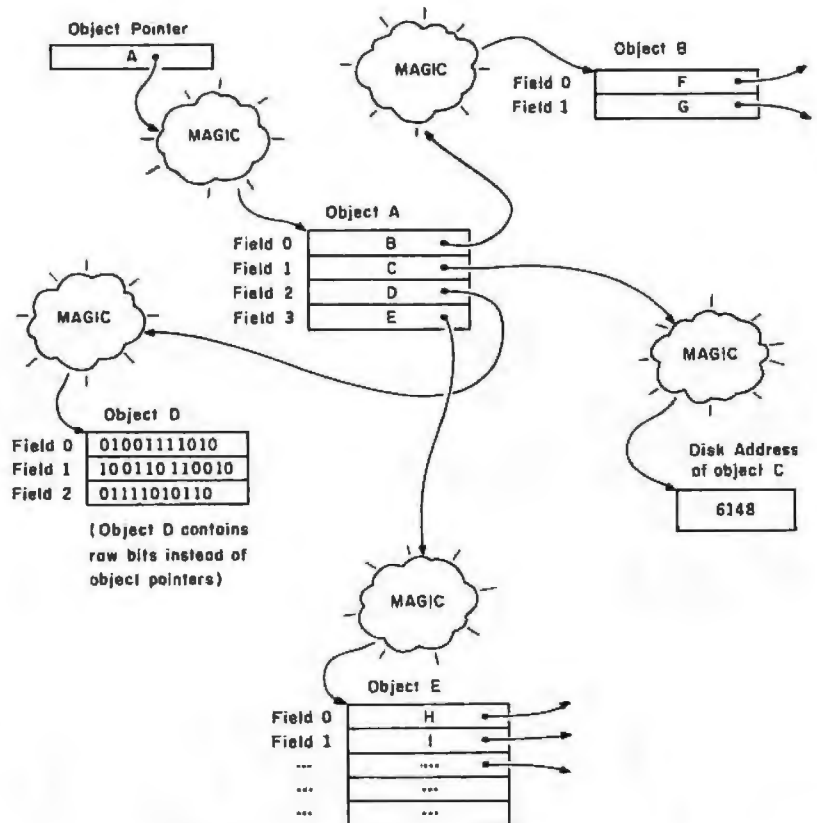 Object Pointer
A
MAGIC
MAGIC
Object B
Field 0 F
Field 1 G
Object A
Field 0 B
Field 1 C
Field 2 D
Field 3 E
MAGIC
MAGIC
Object D
Field 0 01001111010
Field 1 100110110010
Field 2 01111010110
(Object D contains
raw bits instead of
object pointers)
Disk Address
of object C
6148
MAGIC
Object E
Field 0 H
Field 1 I
... ....
... ...
... ...